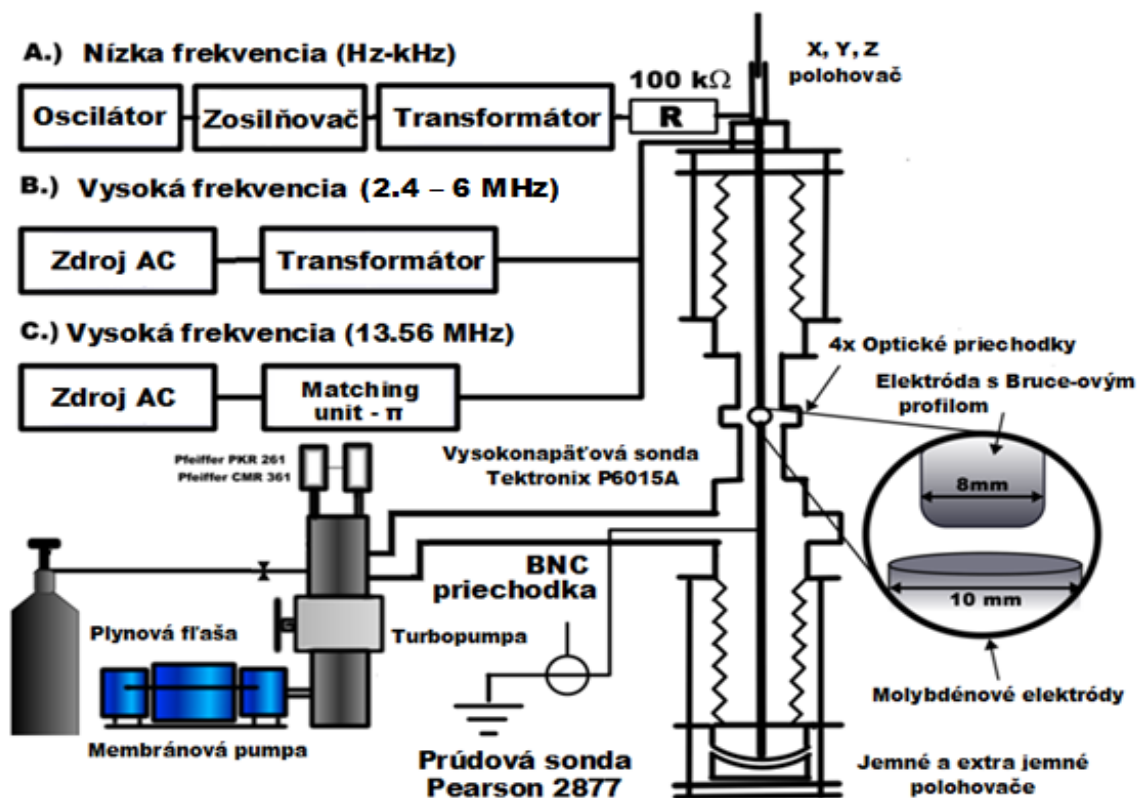 A.) Nízka frekvencia (Hz-kHz)
Oscilátor
Zosilňovač
Transformátor
100 kΩ
R
X, Y, Z
polohovač
B.) Vysoká frekvencia (2.4 – 6 MHz)
Zdroj AC
Transformátor
C.) Vysoká frekvencia (13.56 MHz)
Zdroj AC
Matching
unit - π
4x Optické priechodky
Elektróda s Bruce-ovým
profilom
8mm
10 mm
Molybdénové elektródy
Pfeiffer PKR 261
Pfeiffer CMR 361
Vysokonapäťová sonda
Tektronix P6015A
BNC
priechodka
Plynová fľaša
Turbopumpa
Membránová pumpa
Prúdová sonda
Pearson 2877
Jemné a extra jemné
polohovače